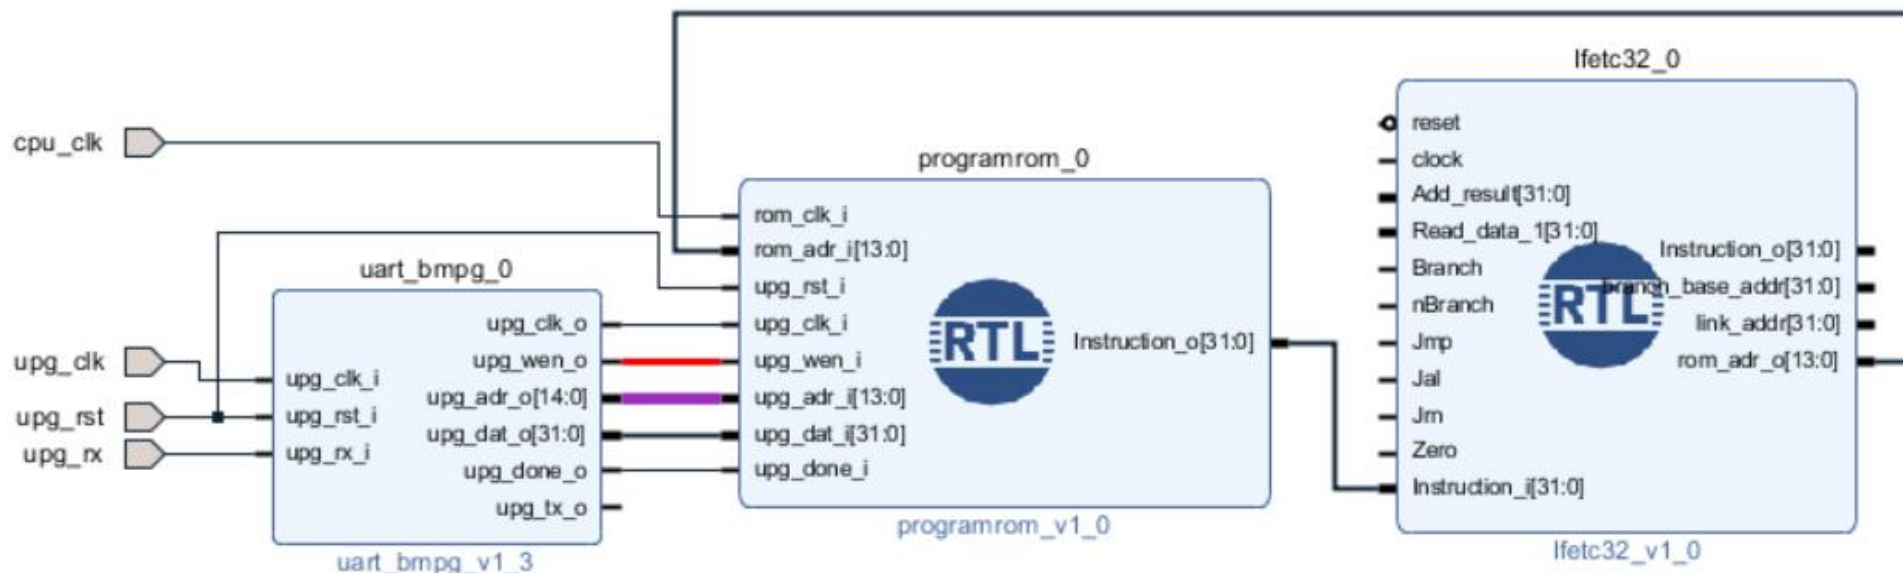 cpu_clk
upg_clk
upg_rst
upg_rx
uart_bmpg_0
upg_clk_i
upg_rst_i
upg_rx_i
upg_clk_o
upg_wen_o
upg_adr_o[14:0]
upg_dat_o[31:0]
upg_done_o
upg_tx_o
uart_bmpg_v1_3
programrom_0
rom_clk_i
rom_adr_i[13:0]
upg_rst_i
upg_clk_i
upg_wen_i
upg_adr_i[13:0]
upg_dat_i[31:0]
upg_done_i
RTL
Instruction_o[31:0]
programrom_v1_0
Ifetc32_0
reset
clock
Add_result[31:0]
Read_data_1[31:0]
Branch
nBranch
Jmp
Jal
Jrn
Zero
Instruction_i[31:0]
RTL
Instruction_o[31:0]
branch_base_addr[31:0]
link_addr[31:0]
rom_adr_o[13:0]
Ifetc32_v1_0